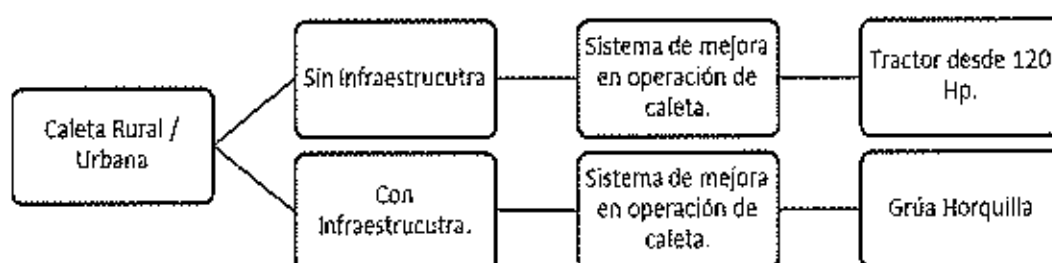 Caleta Rural /
Urbana
Sin Infraestrucutra
Sistema de mejora
en operación de
caleta.
Tractor desde 120
Hp.
Con
Infraestrucutra.
Sistema de mejora
en operación de
caleta.
Grúa Horquilla